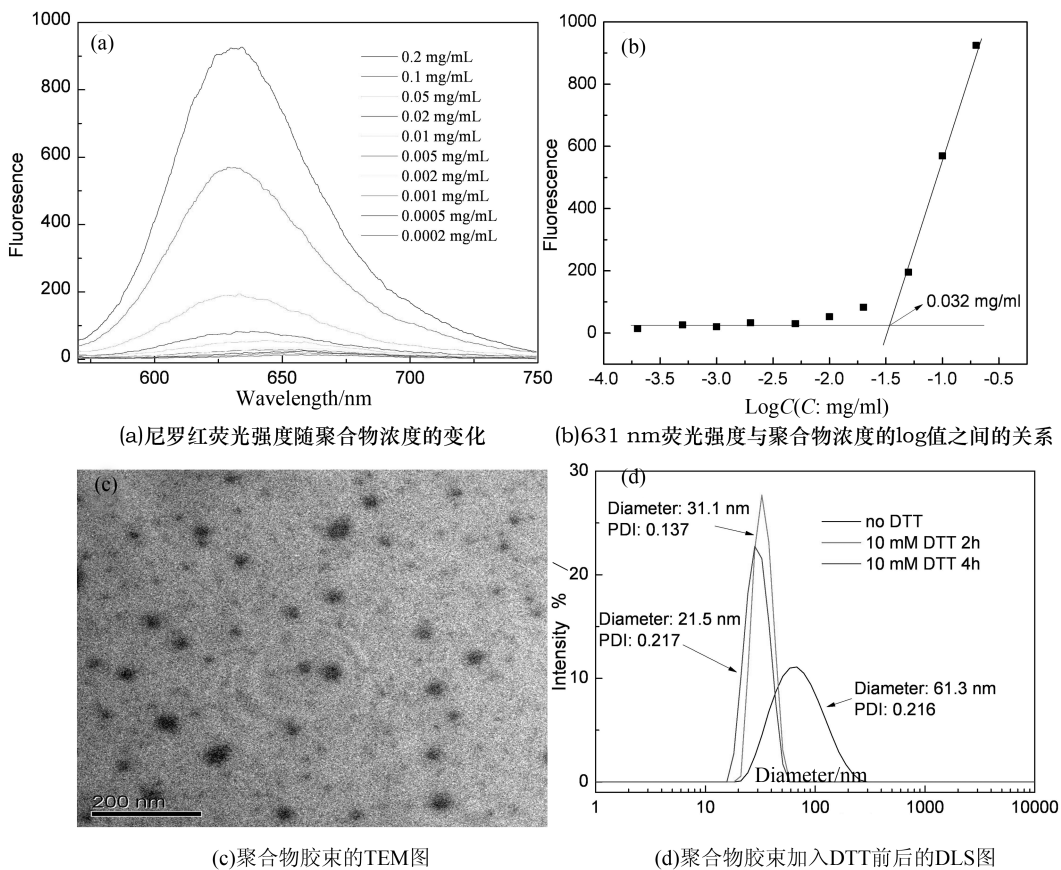 (a)
1000
800
600
400
200
0
Fluoresence
600
650
700
750
Wavelength/nm
0.2 mg/mL
0.1 mg/mL
0.05 mg/mL
0.02 mg/mL
0.01 mg/mL
0.005 mg/mL
0.002 mg/mL
0.001 mg/mL
0.0005 mg/mL
0.0002 mg/mL
(a)尼罗红荧光强度随聚合物浓度的变化
(b)
1000
800
600
400
200
0
Fluorescence
0.032 mg/ml
-4.0
-3.5
-3.0
-2.5
-2.0
-1.5
-1.0
-0.5
LogC(C: mg/ml)
(b)631 nm荧光强度与聚合物浓度的log值之间的关系
(c)
200 nm
(c)聚合物胶束的TEM图
(d)
30
20
10
0
Intensity %
Diameter: 31.1 nm
PDI: 0.137
Diameter: 21.5 nm
PDI: 0.217
Diameter: 61.3 nm
PDI: 0.216
no DTT
10 mM DTT 2h
10 mM DTT 4h
Diameter/nm
1
10
100
1000
10000
(d)聚合物胶束加入DTT前后的DLS图